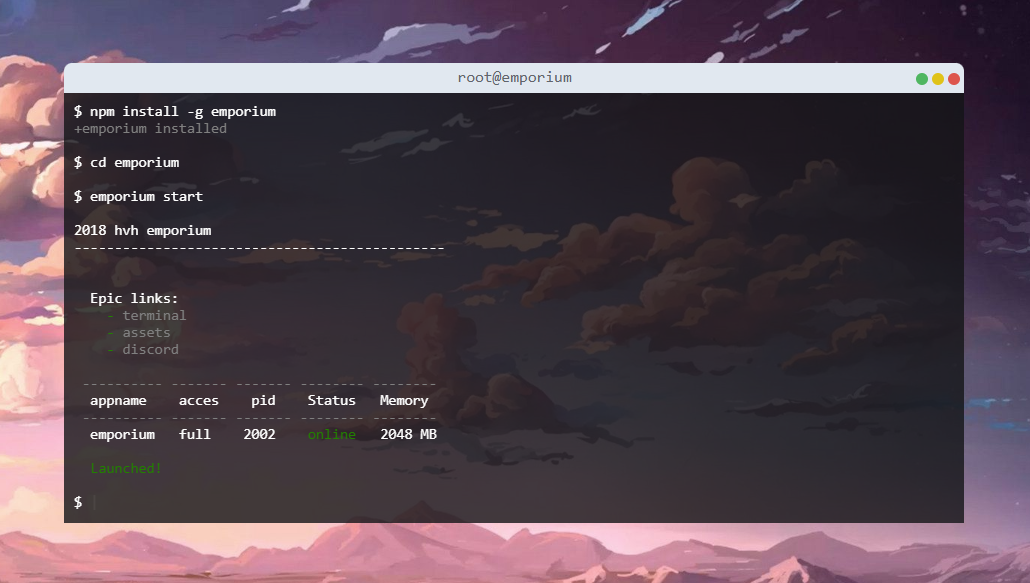 root@emporium
$ npm install -g emporium
+emporium installed
$ cd emporium
$ emporium start
2018 hvh emporium
----------------------------------------------
Epic links:
- terminal
- assets
- discord
---------- ------- ------- -------- --------
appname acces pid Status Memory
---------- ------- ------- -------- --------
emporium full 2002 online 2048 MB
Launched!
$